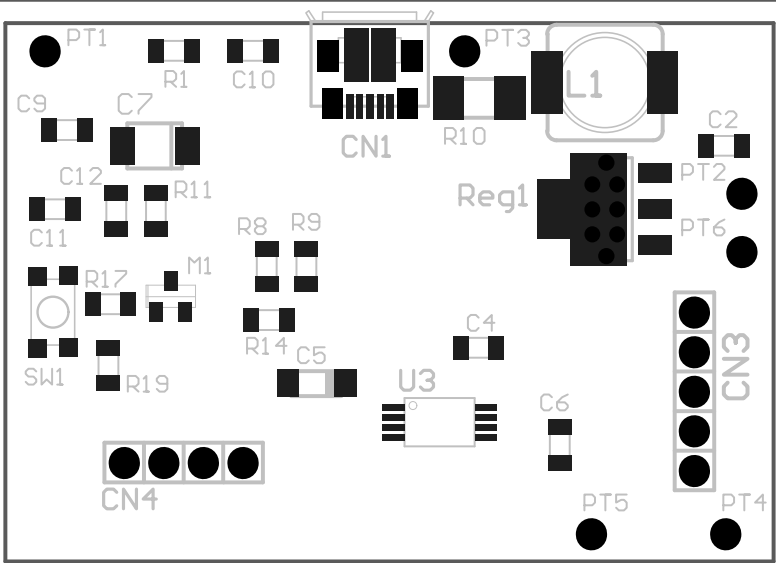 PT1
R1
C10
PT3
L1
C9
C7
CN1
R10
C2
C12
R11
Reg1
PT2
PT6
C11
R8
R9
R17
M1
R14
C4
CN3
SW1
R19
C5
U3
C6
CN4
PT5
PT4